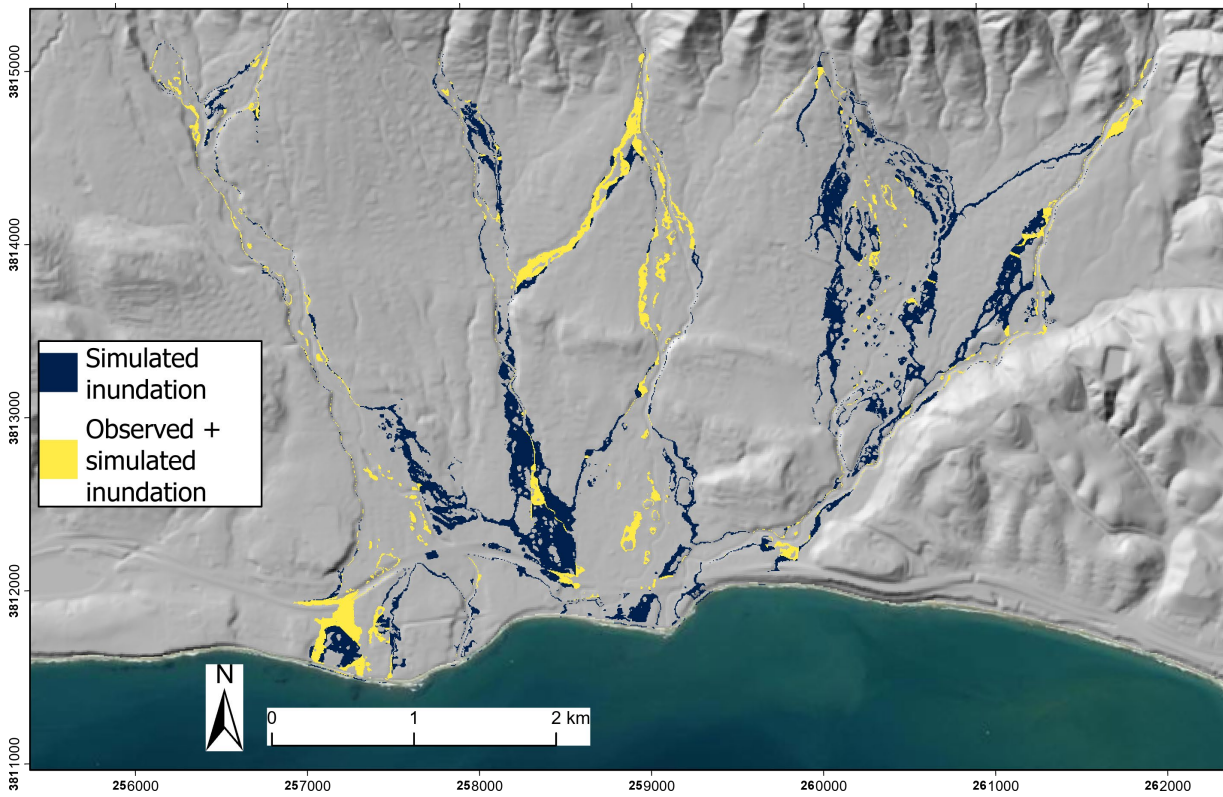 3815000
3814000
3813000
3812000
3811000
Simulated
inundation
Observed +
simulated
inundation
N
0 1 2 km
256000 257000 258000 259000 260000 261000 262000